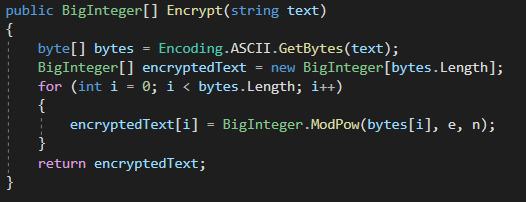 public BigInteger[] Encrypt(string text)
{
    byte[] bytes = Encoding.ASCII.GetBytes(text);
    BigInteger[] encryptedText = new BigInteger[bytes.Length];
    for (int i = 0; i < bytes.Length; i++)
    {
        encryptedText[i] = BigInteger.ModPow(bytes[i], e, n);
    }
    return encryptedText;
}